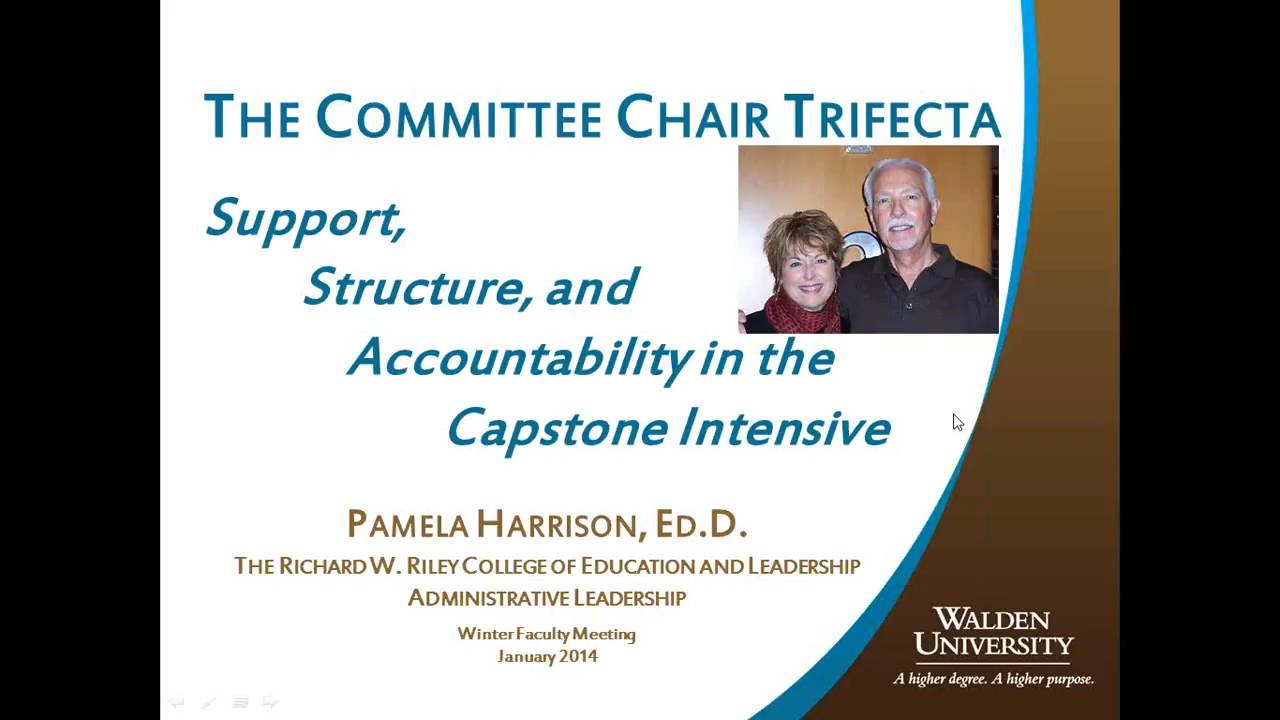 THE COMMITTEE CHAIR TRIFECTA
Support,
Structure, and
Accountability in the
Capstone Intensive
PAMELA HARRISON, ED.D.
THE RICHARD W. RILEY COLLEGE OF EDUCATION AND LEADERSHIP
ADMINISTRATIVE LEADERSHIP
Winter Faculty Meeting
January 2014
WALDEN
UNIVERSITY
A higher degree. A higher purpose.